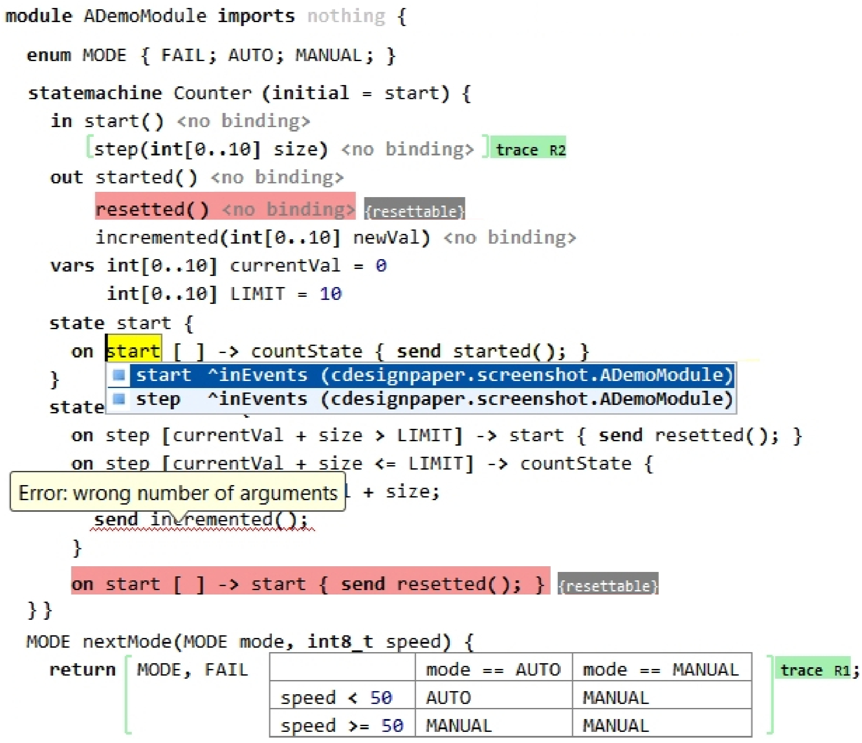 module ADemoModule imports nothing {
enum MODE { FAIL; AUTO; MANUAL; }
statemachine Counter (initial = start) {
in start() <no binding>
step(int[0..10] size) <no binding> trace R2
out started() <no binding>
resetted() <no binding> {resettable}
incremented(int[0..10] newVal) <no binding>
vars int[0..10] currentVal = 0
int[0..10] LIMIT = 10
state start {
on start [ ] -> countState { send started(); }
start ^inEvents (cdesignpaper.screenshot.ADemoModule)
}
step ^inEvents (cdesignpaper.screenshot.ADemoModule)
state {
on step [currentVal + size > LIMIT] -> start { send resetted(); }
on step [currentVal + size <= LIMIT] -> countState {
Error: wrong number of arguments + size;
send incremented();
}
on start [ ] -> start { send resetted(); } {resettable}
}}
MODE nextMode(MODE mode, int8_t speed) {
return MODE, FAIL mode == AUTO mode == MANUAL trace R1;
speed < 50 AUTO MANUAL
speed >= 50 MANUAL MANUAL